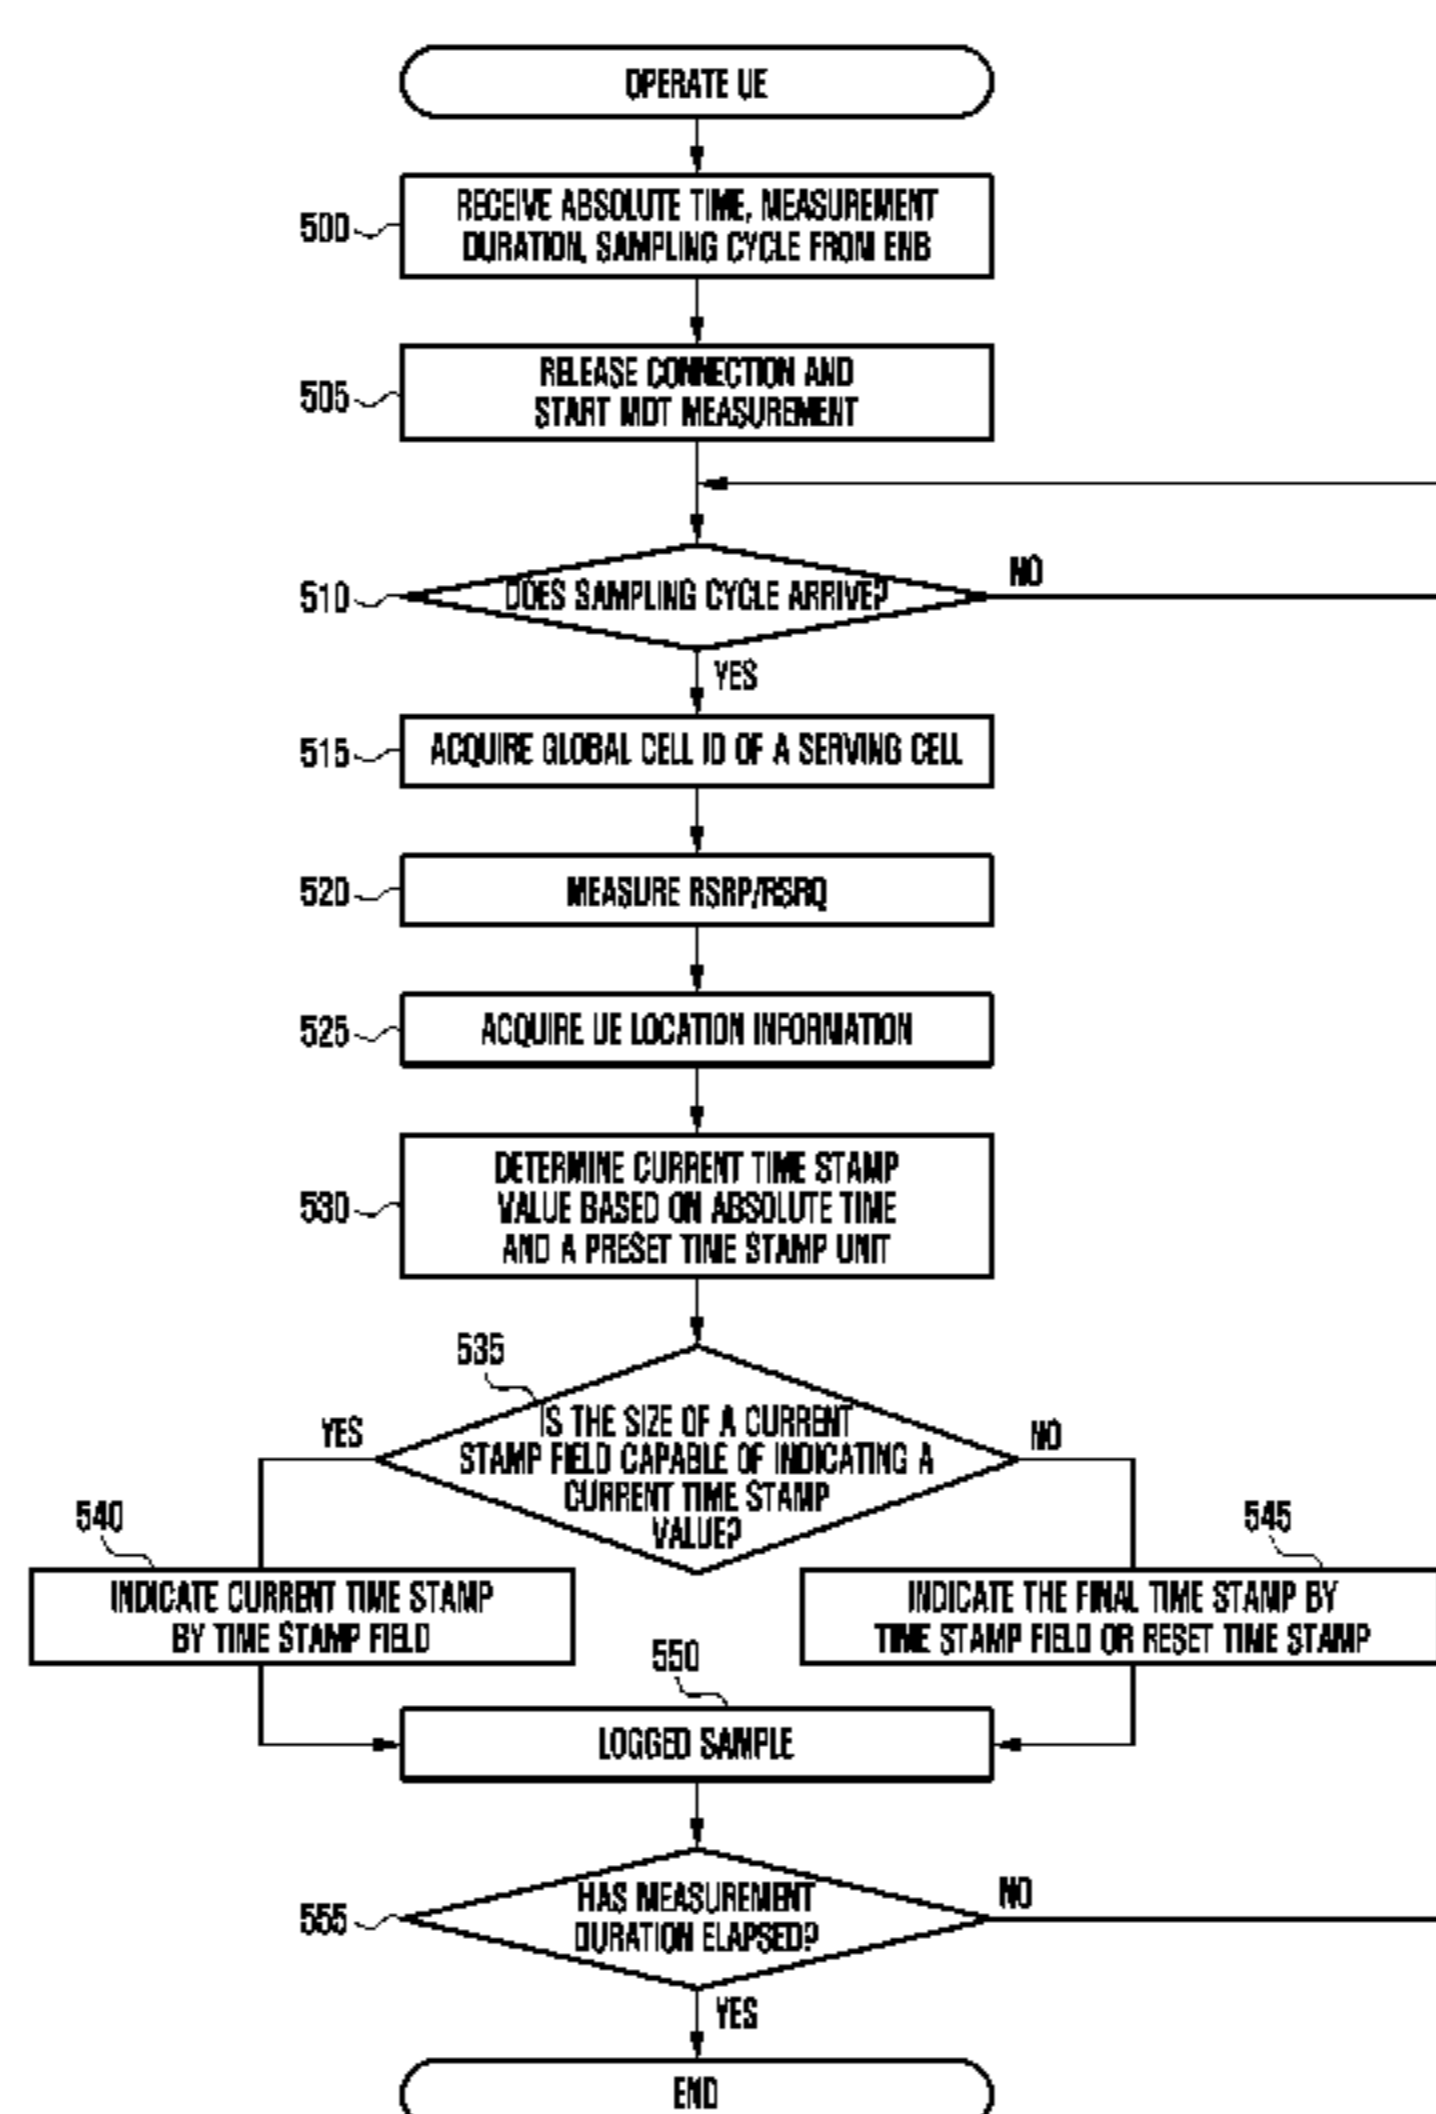 OPERATE UE
500
RECEIVE ABSOLUTE TIME, MEASUREMENT
DURATION, SAMPLING CYCLE FROM ENB
505
RELEASE CONNECTION AND
START MDT MEASUREMENT
510
DOES SAMPLING CYCLE ARRIVE?
NO
YES
515
ACQUIRE GLOBAL CELL ID OF A SERVING CELL
520
MEASURE RSRP/RSRQ
525
ACQUIRE UE LOCATION INFORMATION
530
DETERMINE CURRENT TIME STAMP
VALUE BASED ON ABSOLUTE TIME
AND A PRESET TIME STAMP UNIT
535
IS THE SIZE OF A CURRENT
STAMP FIELD CAPABLE OF INDICATING A
CURRENT TIME STAMP
VALUE?
YES
NO
540
INDICATE CURRENT TIME STAMP
BY TIME STAMP FIELD
545
INDICATE THE FINAL TIME STAMP BY
TIME STAMP FIELD OR RESET TIME STAMP
550
LOGGED SAMPLE
555
HAS MEASUREMENT
DURATION ELAPSED?
NO
YES
END